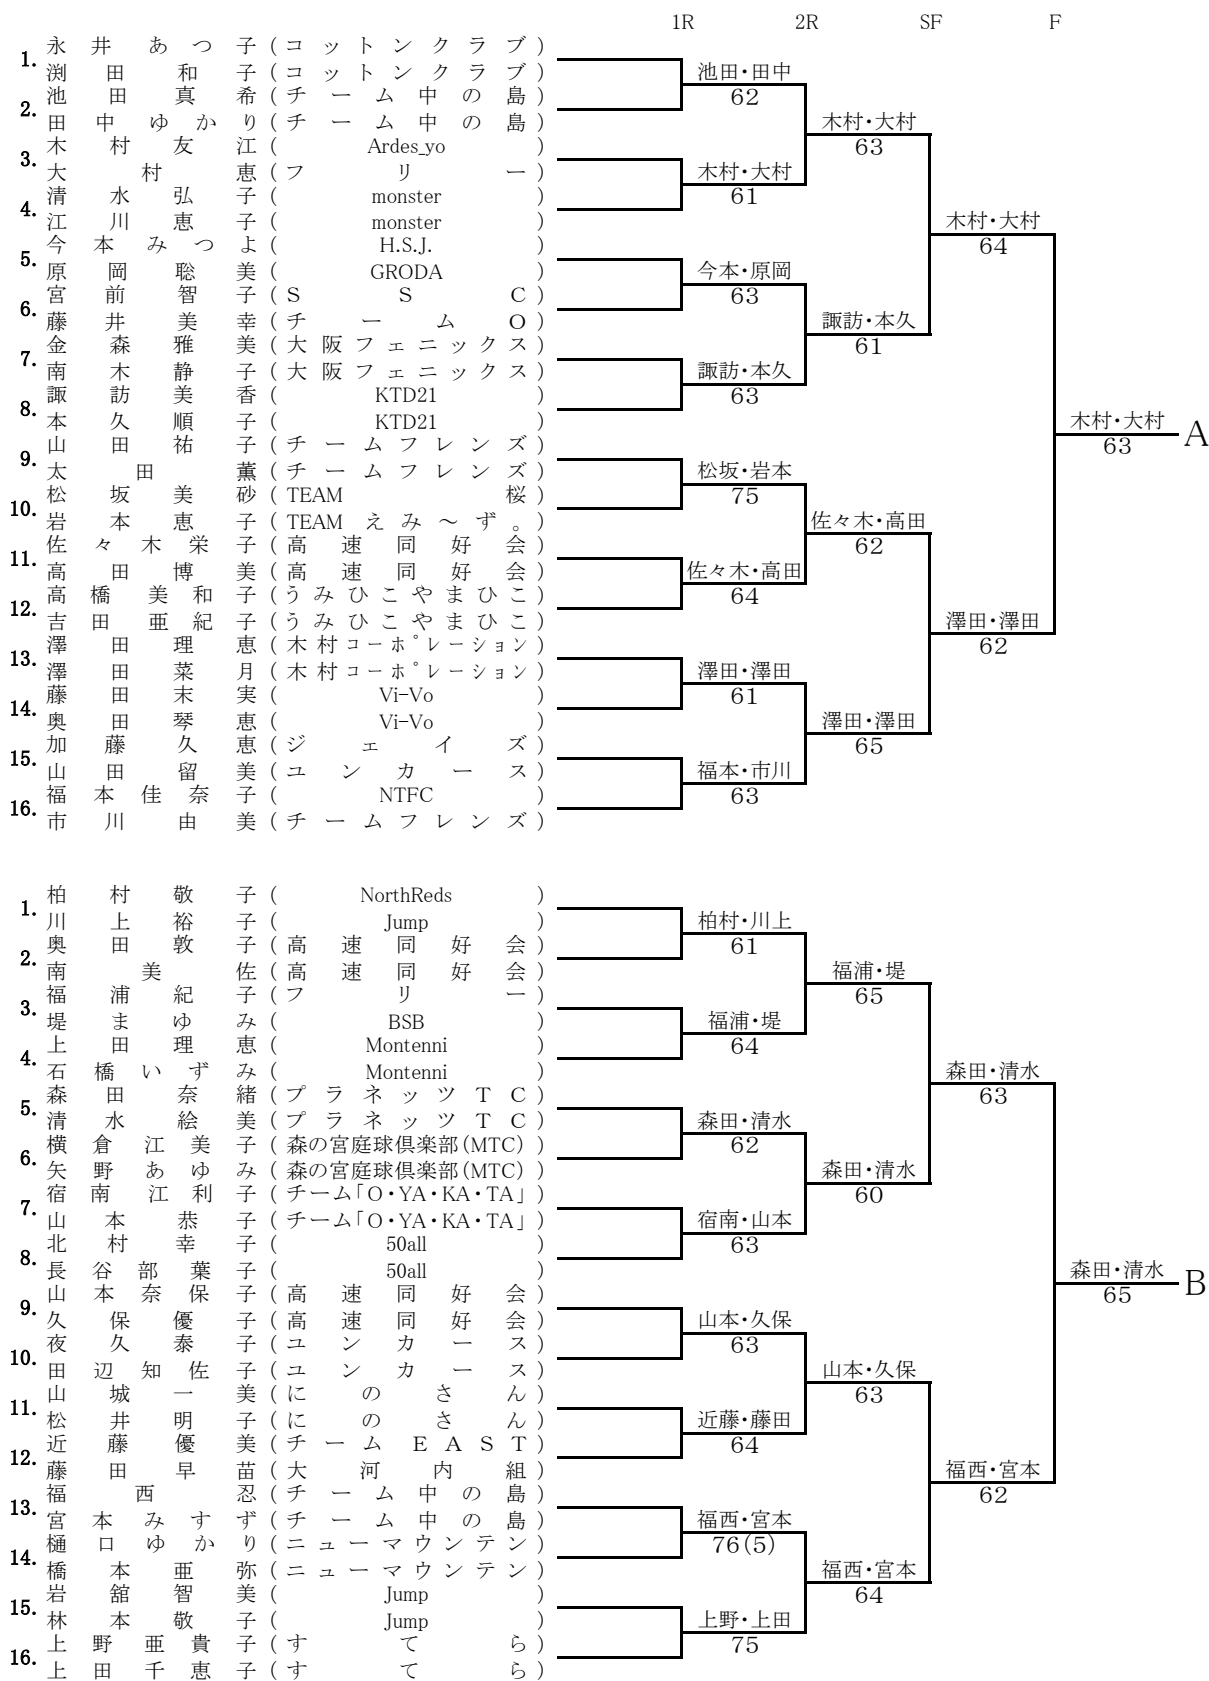 1R 2R SF F
1. 永井あつ子(コットンクラブ)
渕田和子(コットンクラブ)
池田・田中
62
2. 池田真希(チーム中の島)
田中ゆかり(チーム中の島)
木村・大村
63
3. 木村友江(Ardes_yo)
大村恵(フリー)
木村・大村
61
4. 清水弘子(monster)
江川恵子(monster)
木村・大村
64
5. 今本みつよ(H.S.J.)
原岡聡美(GRODA)
今本・原岡
63
6. 宮前智子(SSC)
藤井美幸(チームO)
諏訪・本久
61
7. 金森雅美(大阪フェニックス)
南木静子(大阪フェニックス)
諏訪・本久
63
8. 諏訪美香(KTD21)
本久順子(KTD21)
木村・大村
63
A
9. 山田祐子(チームフレンズ)
太田薫(チームフレンズ)
松坂・岩本
75
10. 松坂美砂(TEAM桜)
岩本恵子(TEAMえみ～ず。)
佐々木・高田
62
11. 佐々木栄子(高速同好会)
高田博美(高速同好会)
佐々木・高田
64
12. 高橋美和子(うみひこやまひこ)
吉田亜紀子(うみひこやまひこ)
澤田・澤田
62
13. 澤田理恵(木村コーポレーション)
澤田菜月(木村コーポレーション)
澤田・澤田
61
14. 藤田末実(Vi-Vo)
奥田琴恵(Vi-Vo)
澤田・澤田
65
15. 加藤久恵(ジェイズ)
山田留美(ユンカース)
福本・市川
63
16. 福本佳奈子(NTFC)
市川由美(チームフレンズ)
1. 柏村敬子(NorthReds)
川上裕子(Jump)
柏村・川上
61
2. 奥田敦子(高速同好会)
南美佐(高速同好会)
福浦・堤
65
3. 福浦紀子(フリー)
堤まゆみ(BSB)
福浦・堤
64
4. 上田理恵(Montenni)
石橋いずみ(Montenni)
森田・清水
63
5. 森田奈緒(プラネッツTC)
清水絵美(プラネッツTC)
森田・清水
62
6. 横倉江美子(森の宮庭球倶楽部(MTC))
矢野あゆみ(森の宮庭球倶楽部(MTC))
森田・清水
60
7. 宿南江利子(チーム「O・YA・KA・TA」)
山本恭子(チーム「O・YA・KA・TA」)
宿南・山本
63
8. 北村幸子(50all)
長谷部葉子(50all)
森田・清水
65
B
9. 山本奈保子(高速同好会)
久保優子(高速同好会)
山本・久保
63
10. 夜久泰子(ユンカース)
田辺知佐子(ユンカース)
山本・久保
63
11. 山城一美(にのさん)
松井明子(にのさん)
近藤・藤田
64
12. 近藤優美(チームEAST)
藤田早苗(大河内組)
福西・宮本
62
13. 福西忍(チーム中の島)
宮本みすず(チーム中の島)
福西・宮本
76(5)
14. 樋口ゆかり(ニューマウンテン)
橋本亜弥(ニューマウンテン)
福西・宮本
64
15. 岩舘智美(Jump)
林本敬子(Jump)
上野・上田
75
16. 上野亜貴子(すてら)
上田千恵子(すてら)